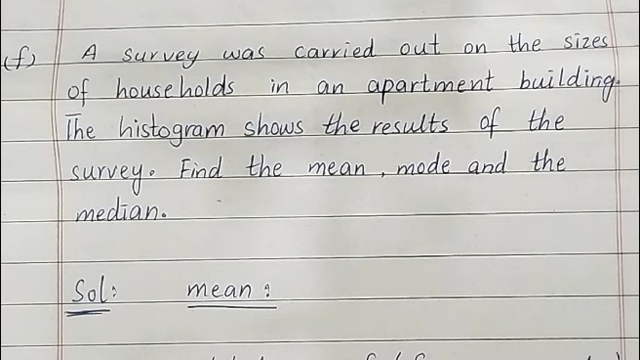 (f) A survey was carried out on the sizes
of households in an apartment building.
The histogram shows the results of the
survey. Find the mean, mode and the
median.
Sol: mean: